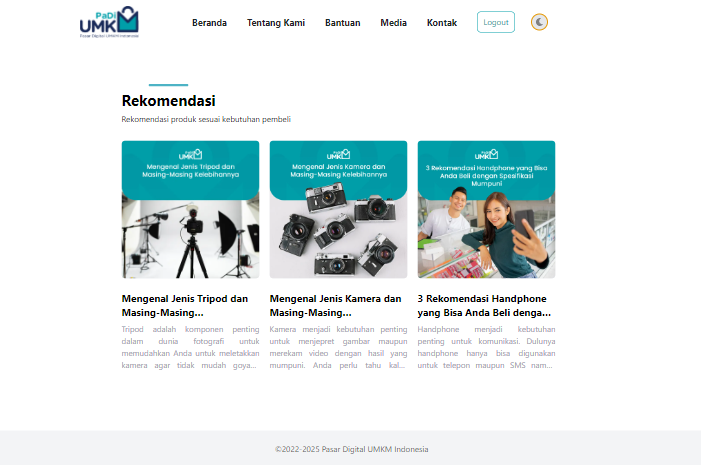 PaDi
UMKM
Pasar Digital UMKM Indonesia
Beranda
Tentang Kami
Bantuan
Media
Kontak
Logout
Rekomendasi
Rekomendasi produk sesuai kebutuhan pembeli
PaDi
UMKM
Mengenal Jenis Tripod dan
Masing-Masing Kelebihannya
PaDi
UMKM
Mengenal Jenis Kamera dan
Masing-Masing Kelebihannya
PaDi
UMKM
3 Rekomendasi Handphone yang Bisa
Anda Beli dengan Spesifikasi
Mumpuni
Mengenal Jenis Tripod dan
Masing-Masing...
Tripod adalah komponen penting
dalam dunia fotografi untuk
memudahkan Anda untuk meletakkan
kamera agar tidak mudah goya...
Mengenal Jenis Kamera dan
Masing-Masing...
Kamera menjadi kebutuhan penting
untuk menjepret gambar maupun
merekam video dengan hasil yang
mumpuni. Anda perlu tahu kal...
3 Rekomendasi Handphone
yang Bisa Anda Beli denga...
Handphone menjadi kebutuhan
penting untuk komunikasi. Dulunya
handphone hanya bisa digunakan
untuk telepon maupun SMS nam...
©2022-2025 Pasar Digital UMKM Indonesia